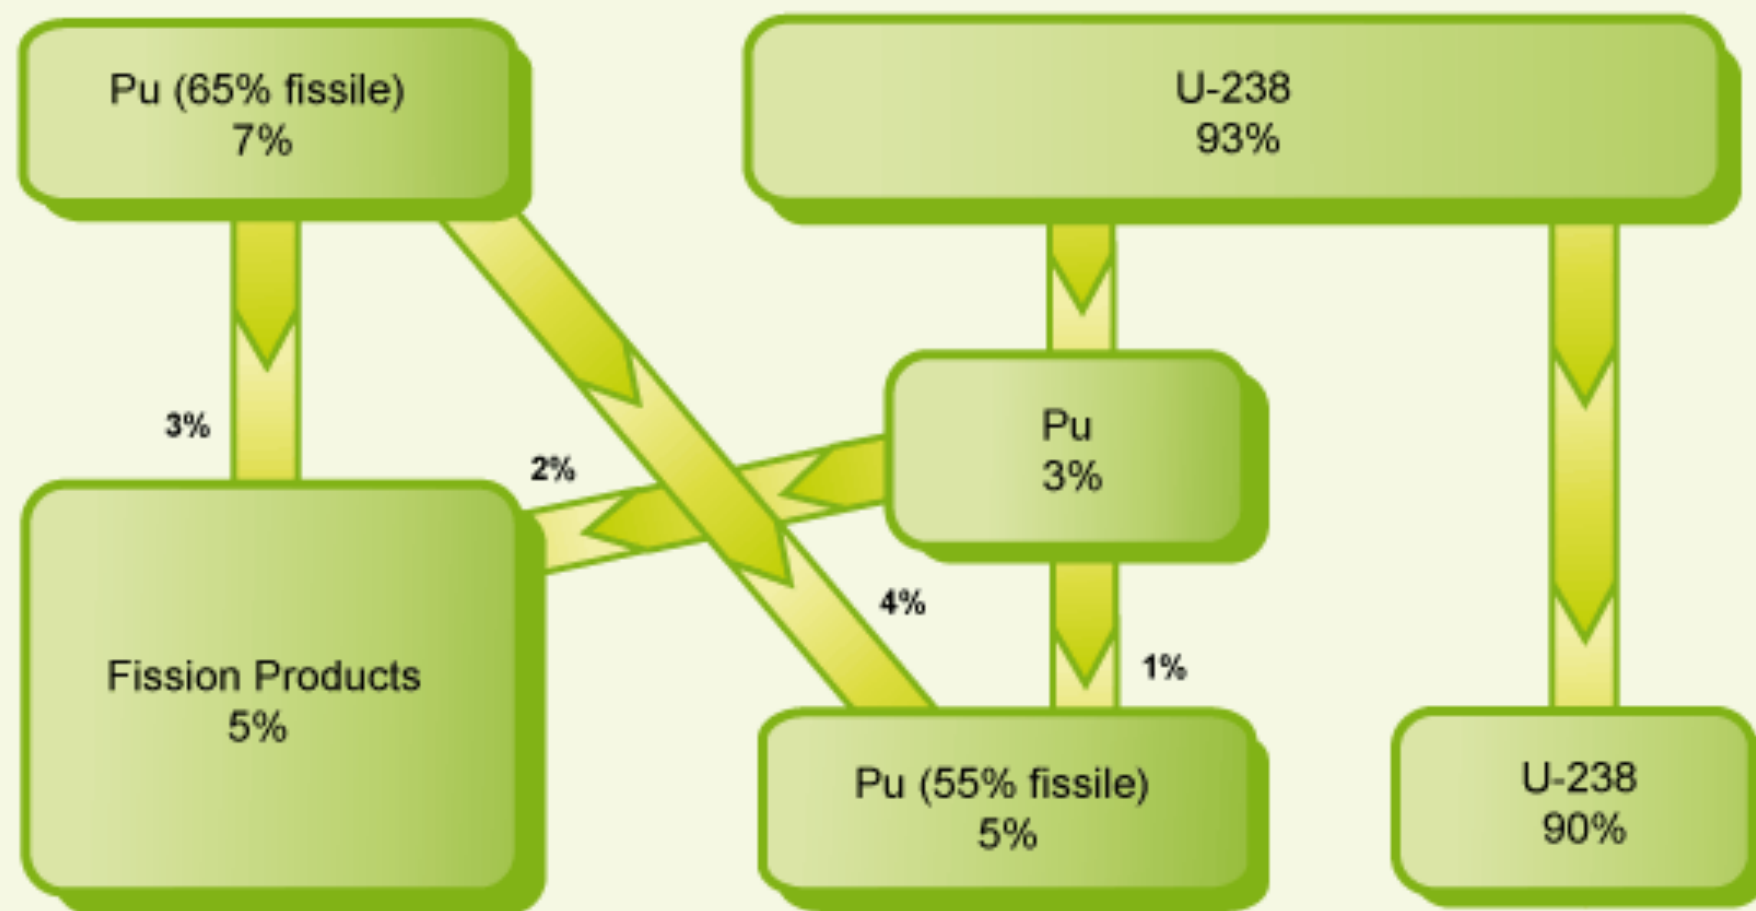 Pu (65% fissile)
7%
U-238
93%
3%
2%
Pu
3%
4%
1%
Fission Products
5%
Pu (55% fissile)
5%
U-238
90%